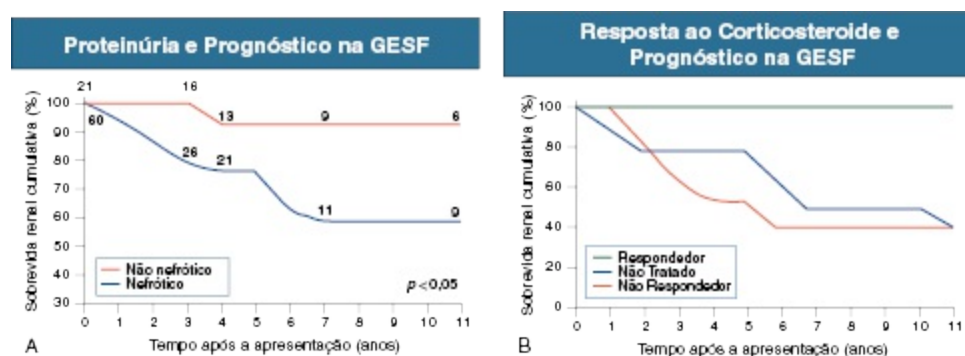 Proteinúria e Prognóstico na GESF
Sobrevida renal cumulativa (%)
100
90
80
70
60
50
40
30
21
16
13
9
6
60
26
21
11
9
Não nefrótico
Nefrótico
p<0,05
0 1 2 3 4 5 6 7 8 9 10 11
A
Tempo após a apresentação (anos)
Resposta ao Corticosteroide e
Prognóstico na GESF
Sobrevida renal cumulativa (%)
100
80
60
40
20
0
Respondedor
Não Tratado
Não Respondedor
0 1 2 3 4 5 6 7 8 9 10 11
B
Tempo após a apresentação (anos)